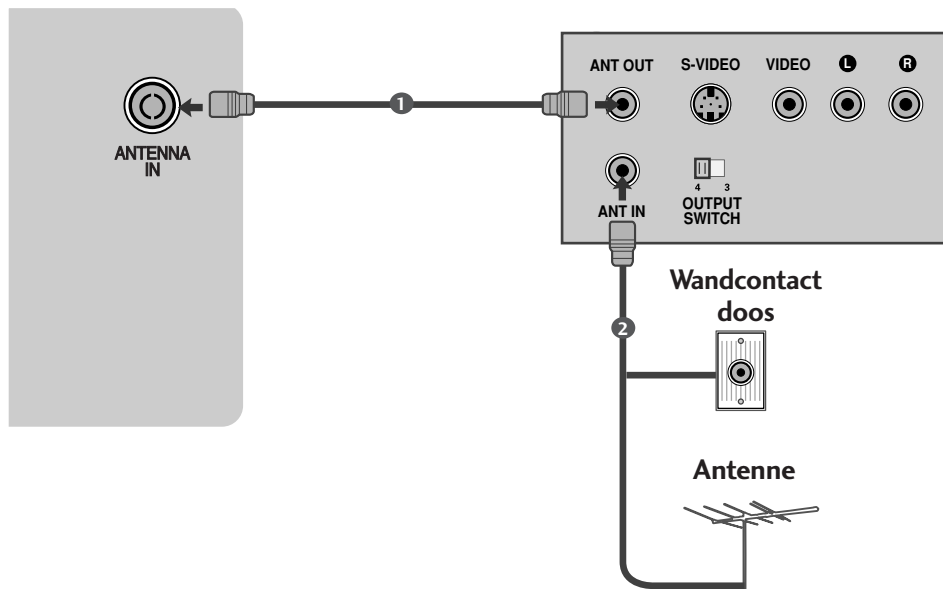 ANTENNA
IN
1
ANT OUT
S-VIDEO
VIDEO
L
R
ANT IN
4 3
OUTPUT
SWITCH
2
Wandcontact
doos
Antenne